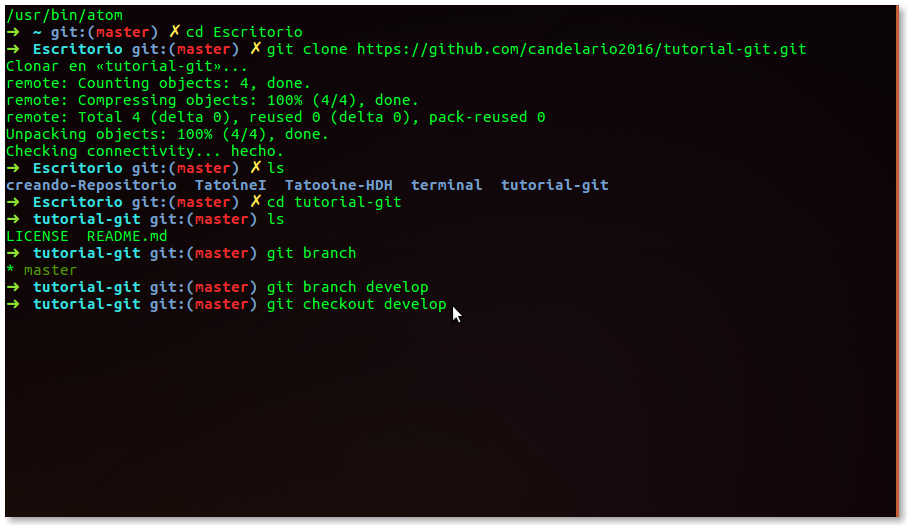 /usr/bin/atom
➜  ~ git:(master) ✗ cd Escritorio
➜  Escritorio git:(master) ✗ git clone https://github.com/candelario2016/tutorial-git.git
Clonar en «tutorial-git»...
remote: Counting objects: 4, done.
remote: Compressing objects: 100% (4/4), done.
remote: Total 4 (delta 0), reused 0 (delta 0), pack-reused 0
Unpacking objects: 100% (4/4), done.
Checking connectivity... hecho.
➜  Escritorio git:(master) ✗ ls
creando-Repositorio  TatoineI  Tatooine-HDH  terminal  tutorial-git
➜  Escritorio git:(master) ✗ cd tutorial-git
➜  tutorial-git git:(master) ls
LICENSE  README.md
➜  tutorial-git git:(master) git branch
* master
➜  tutorial-git git:(master) git branch develop
➜  tutorial-git git:(master) git checkout develop